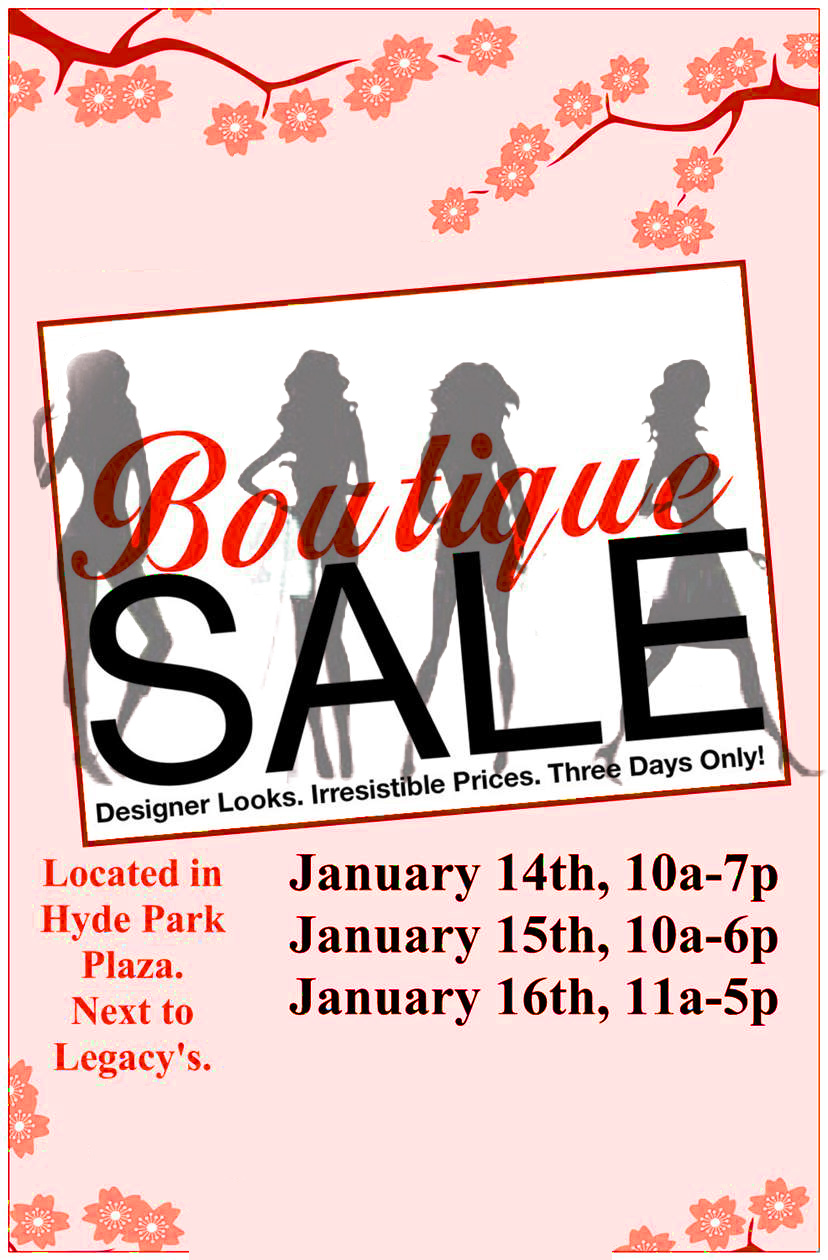 Boutique
SALE
Designer Looks. Irresistible Prices. Three Days Only!
Located in
Hyde Park
Plaza.
Next to
Legacy's.
January 14th, 10a-7p
January 15th, 10a-6p
January 16th, 11a-5p